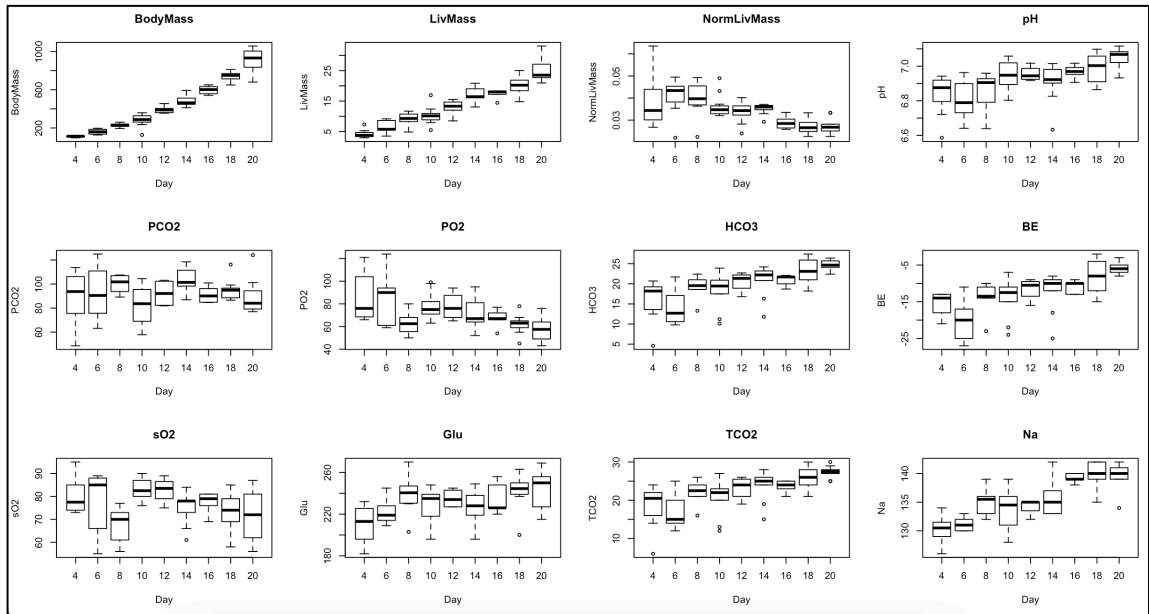 BodyMass
LivMass
NormLivMass
pH
BodyMass
200
600
1000
LivMass
5
15
25
NormLivMass
0.03
0.05
pH
6.6
6.8
7.0
4 6 8 10 12 14 16 18 20
4 6 8 10 12 14 16 18 20
4 6 8 10 12 14 16 18 20
4 6 8 10 12 14 16 18 20
Day
Day
Day
Day
PCO2
PO2
HCO3
BE
PCO2
60
80
100
PO2
40
60
80
100
HCO3
5
10
15
20
25
BE
-25
-15
-5
4 6 8 10 12 14 16 18 20
4 6 8 10 12 14 16 18 20
4 6 8 10 12 14 16 18 20
4 6 8 10 12 14 16 18 20
Day
Day
Day
Day
sO2
Glu
TCO2
Na
sO2
60
70
80
90
Glu
180
220
260
TCO2
10
20
30
Na
130
135
140
4 6 8 10 12 14 16 18 20
4 6 8 10 12 14 16 18 20
4 6 8 10 12 14 16 18 20
4 6 8 10 12 14 16 18 20
Day
Day
Day
Day